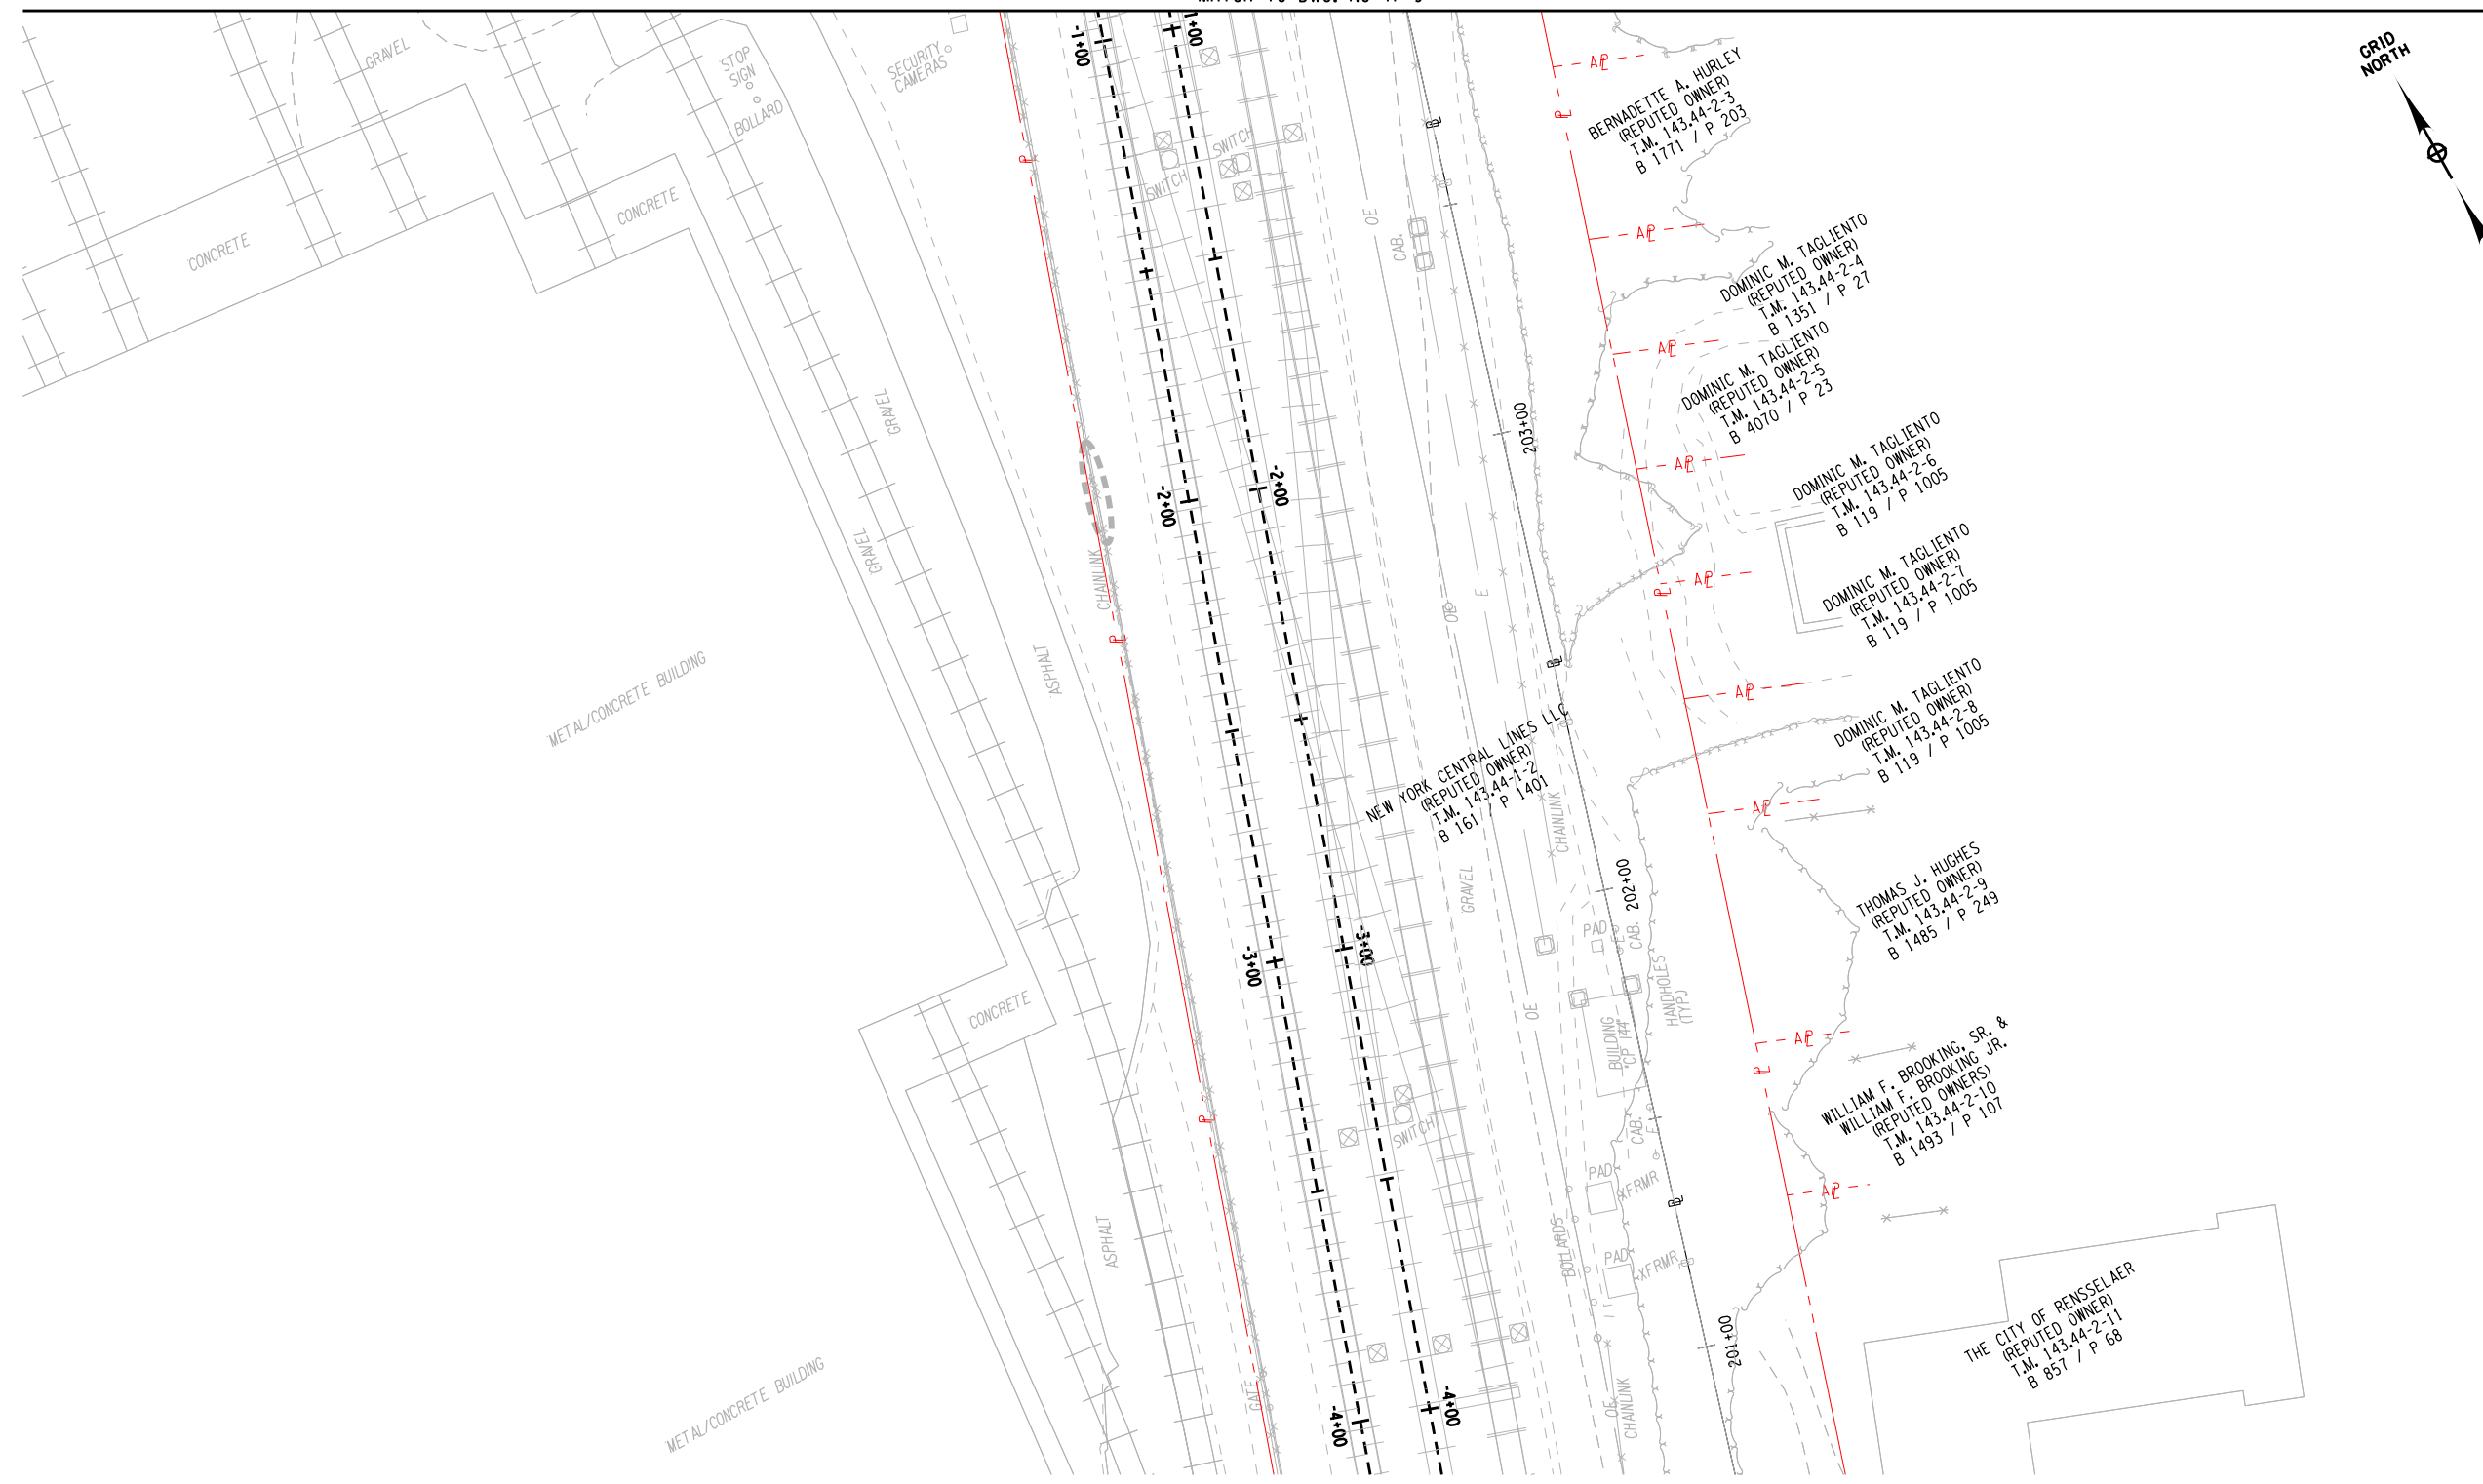 GRID
NORTH
GRAVEL
STOP
SIGN
BOLLARD
SECURITY
CAMERAS
-1+00
1+00
SWITCH
SWITCH
CONCRETE
CONCRETE
OE
CAB.
BERNADETTE A. HURLEY
(REPUTED OWNER)
T.M. 143.44-2-3
B 1771 / P 203
DOMINIC M. TAGLIENTO
(REPUTED OWNER)
T.M. 143.44-2-4
B 1351 / P 27
DOMINIC M. TAGLIENTO
(REPUTED OWNER)
T.M. 143.44-2-5
B 4070 / P 23
DOMINIC M. TAGLIENTO
(REPUTED OWNER)
T.M. 143.44-2-6
B 119 / P 1005
DOMINIC M. TAGLIENTO
(REPUTED OWNER)
T.M. 143.44-2-7
B 119 / P 1005
DOMINIC M. TAGLIENTO
(REPUTED OWNER)
T.M. 143.44-2-8
B 119 / P 1005
THOMAS J. HUGHES
(REPUTED OWNER)
T.M. 143.44-2-9
B 1485 / P 249
WILLIAM F. BROOKING, SR. &
WILLIAM F. BROOKING JR.
(REPUTED OWNERS)
T.M. 143.44-2-10
B 1493 / P 107
THE CITY OF RENSSELAER
(REPUTED OWNER)
T.M. 143.44-2-11
B 857 / P 68
GRAVEL
GRAVEL
203+00
-2+00
-2+00
CHAINLINK
OE
E
ASPHALT
METAL/CONCRETE BUILDING
NEW YORK CENTRAL LINES LLC
(REPUTED OWNER)
T.M. 143.44-1-2
B 161 / P 1401
CHAINLINK
GRAVEL
202+00
PAD
CAB.
-3+00
-3+00
HANDHOLES
(TYP)
CONCRETE
OE
BUILDING
"CP 144"
CAB.
SWITCH
PAD
XFRMR
ASPHALT
BOLLARDS
PAD
XFRMR
201+00
GATE
-4+00
-4+00
OE
CHAINLINK
METAL/CONCRETE BUILDING